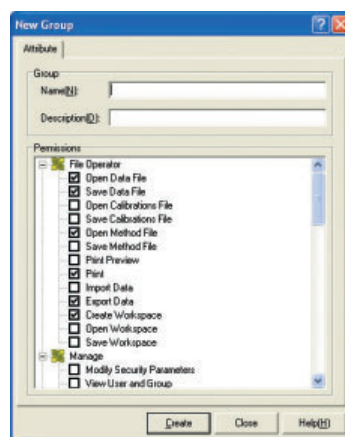 New Group
Attribute
Group
Name[N]:
Description[D]:
Permissions
File Operator
Open Data File
Save Data File
Open Calibrations File
Save Calibrations File
Open Method File
Save Method File
Print Preview
Print
Import Data
Export Data
Create Workspace
Open Workspace
Save Workspace
Manage
Modify Security Parameters
View User and Group
Create Close Help[H]